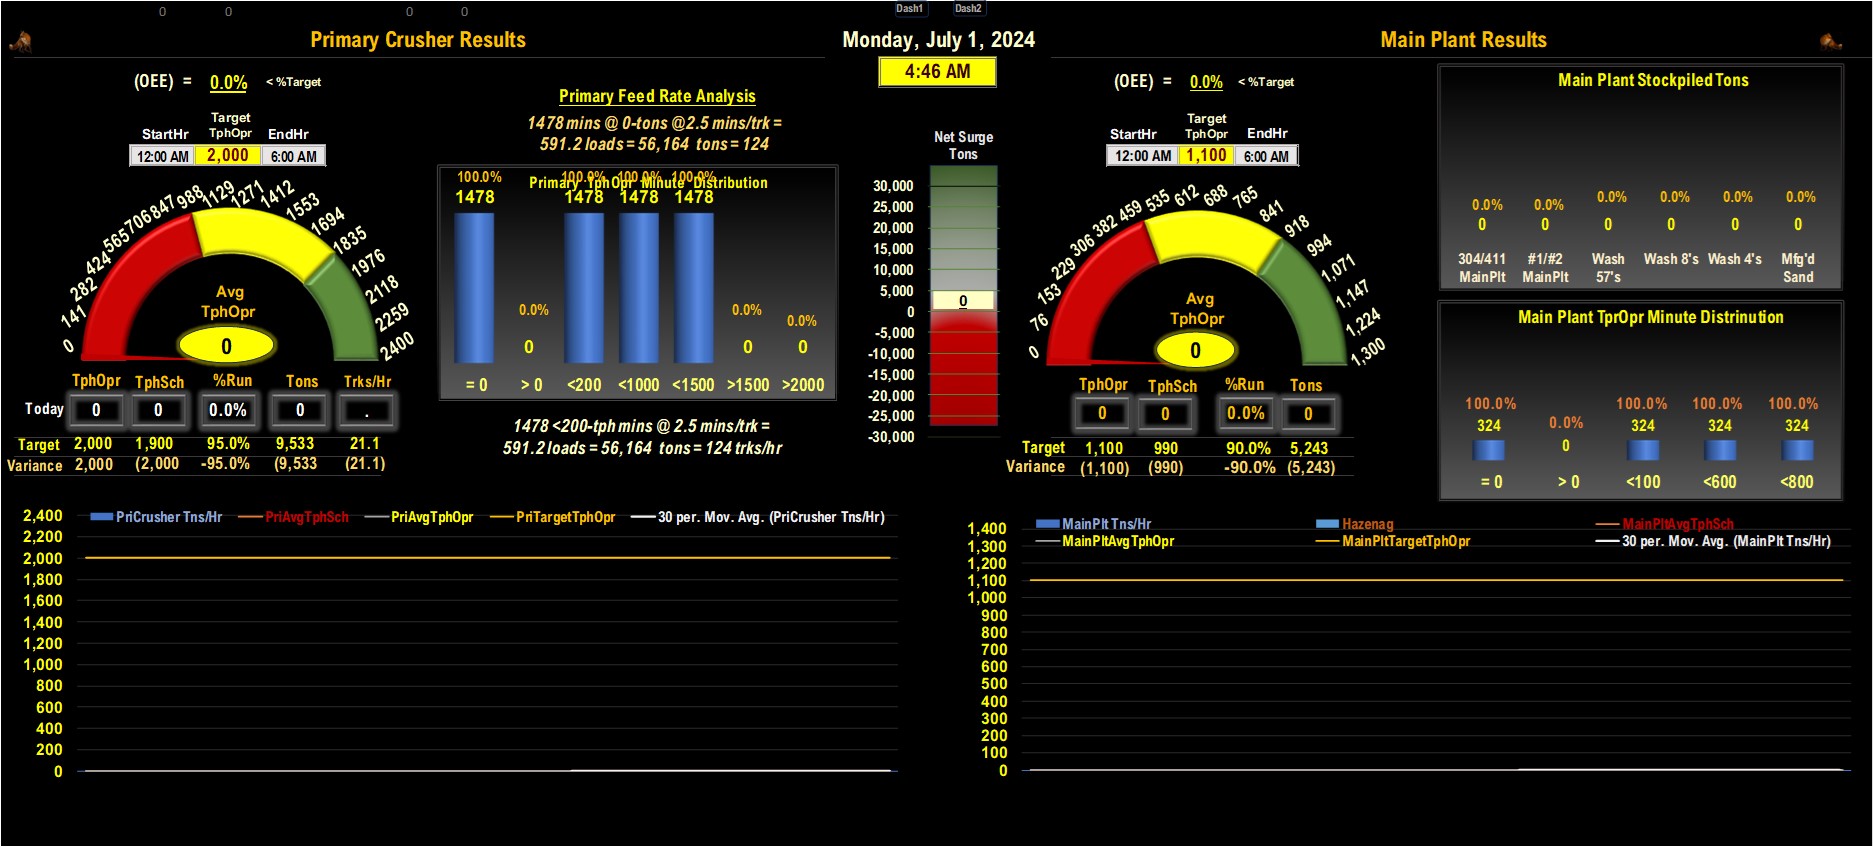 0 0 0 0 Dash1 Dash2
Primary Crusher Results
Monday, July 1, 2024
Main Plant Results
4:46 AM
(OEE) = 0.0% < %Target
Target
StartHr TphOpr EndHr
12:00 AM 2,000 6:00 AM
0
141
282
424
565
706
847
988
1129
1271
1412
1553
1694
1835
1976
2118
2259
2400
Avg
TphOpr
0
TphOpr TphSch %Run Tons Trks/Hr
Today 0 0 0.0% 0 .
Target 2,000 1,900 95.0% 9,533 21.1
Variance 2,000 (2,000 -95.0% (9,533 (21.1)
Primary Feed Rate Analysis
1478 mins @ 0-tons @2.5 mins/trk =
591.2 loads = 56,164 tons = 124
Primary TphOpr Minute Distribution
100.0% 0.0% 100.0% 100.0% 100.0% 0.0% 0.0%
1478 0 1478 1478 1478 0 0
= 0 > 0 <200 <1000 <1500 >1500 >2000
1478 <200-tph mins @ 2.5 mins/trk =
591.2 loads = 56,164 tons = 124 trks/hr
Net Surge
Tons
30,000
25,000
20,000
15,000
10,000
5,000
0
0
-5,000
-10,000
-15,000
-20,000
-25,000
-30,000
(OEE) = 0.0% < %Target
Target
StartHr TphOpr EndHr
12:00 AM 1,100 6:00 AM
0
76
153
229
306
382
459
535
612
688
765
841
918
994
1,071
1,147
1,224
1,300
Avg
TphOpr
0
TphOpr TphSch %Run Tons
0 0 0.0% 0
Target 1,100 990 90.0% 5,243
Variance (1,100) (990) -90.0% (5,243)
Main Plant Stockpiled Tons
0.0% 0.0% 0.0% 0.0% 0.0% 0.0%
0 0 0 0 0 0
304/411 #1/#2 Wash Wash 8's Wash 4's Mfg'd
MainPlt MainPlt 57's Sand
Main Plant TprOpr Minute Distrinution
100.0% 0.0% 100.0% 100.0% 100.0%
324 0 324 324 324
= 0 > 0 <100 <600 <800
PriCrusher Tns/Hr PriAvgTphSch PriAvgTphOpr PriTargetTphOpr 30 per. Mov. Avg. (PriCrusher Tns/Hr)
2,400
2,200
2,000
1,800
1,600
1,400
1,200
1,000
800
600
400
200
0
MainPlt Tns/Hr Hazenag MainPltAvgTphSch
MainPltAvgTphOpr MainPltTargetTphOpr 30 per. Mov. Avg. (MainPlt Tns/Hr)
1,400
1,300
1,200
1,100
1,000
900
800
700
600
500
400
300
200
100
0